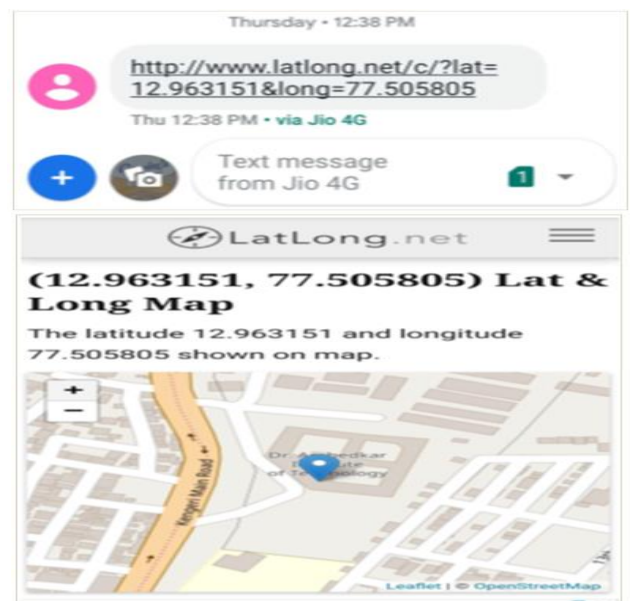 Thursday • 12:38 PM
http://www.latlong.net/c/?lat=
12.963151&long=77.505805
Thu 12:38 PM • via Jio 4G
Text message
from Jio 4G
1
LatLong.net
(12.963151, 77.505805) Lat &
Long Map
The latitude 12.963151 and longitude
77.505805 shown on map.
+
−
Dr. Ambedkar
Institute
of Technology
Kengeri Main Road
Leaflet | © OpenStreetMap